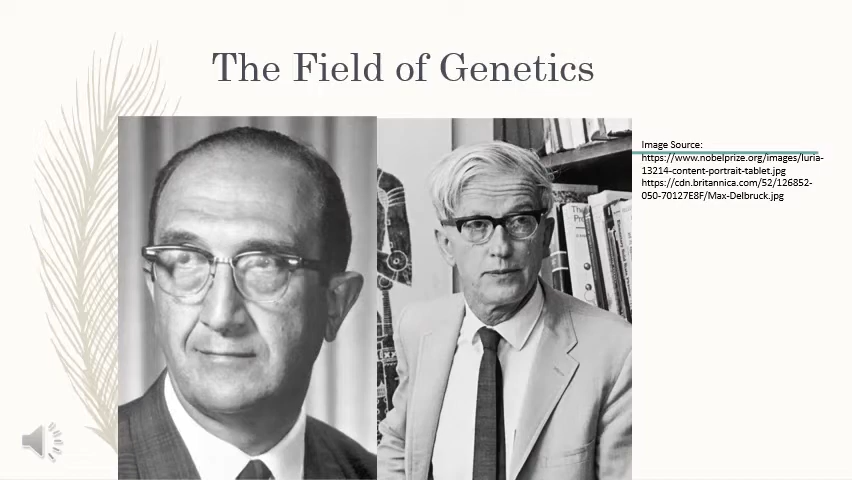 The Field of Genetics
Image Source:
https://www.nobelprize.org/images/luria-
13214-content-portrait-tablet.jpg
https://cdn.britannica.com/52/126852-
050-70127E8F/Max-Delbruck.jpg